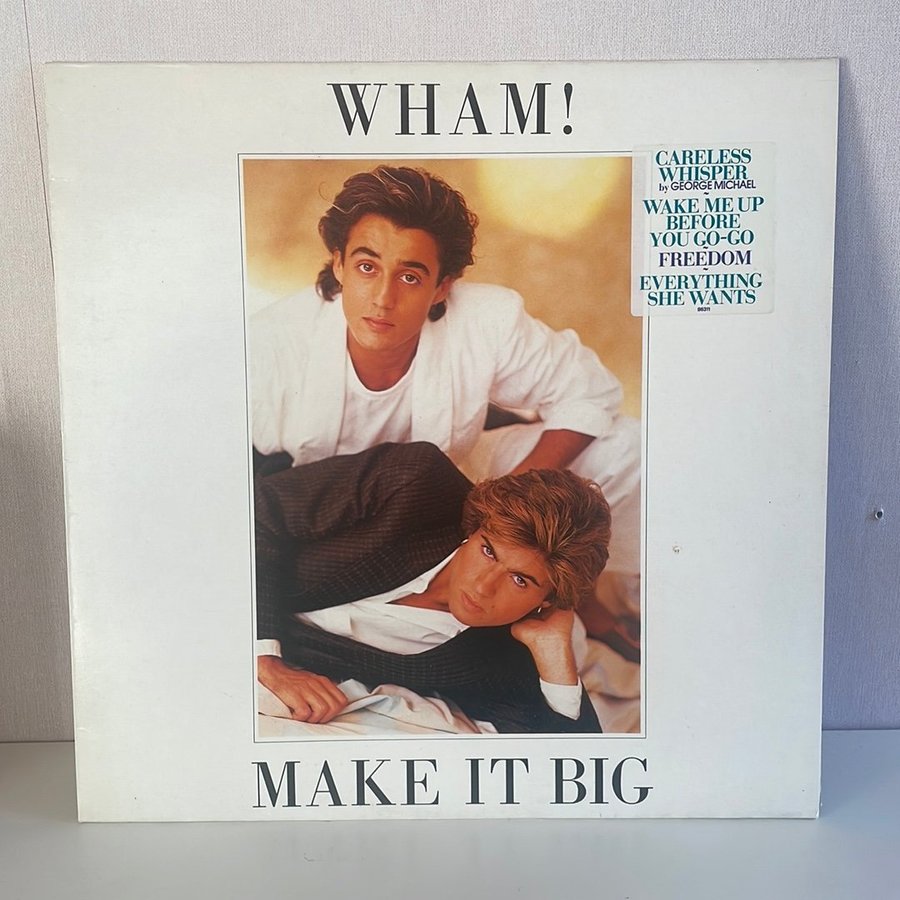 WHAM!
CARELESS
WHISPER
by GEORGE MICHAEL
~
WAKE ME UP
BEFORE
YOU GO-GO
~
FREEDOM
~
EVERYTHING
SHE WANTS
86311
MAKE IT BIG